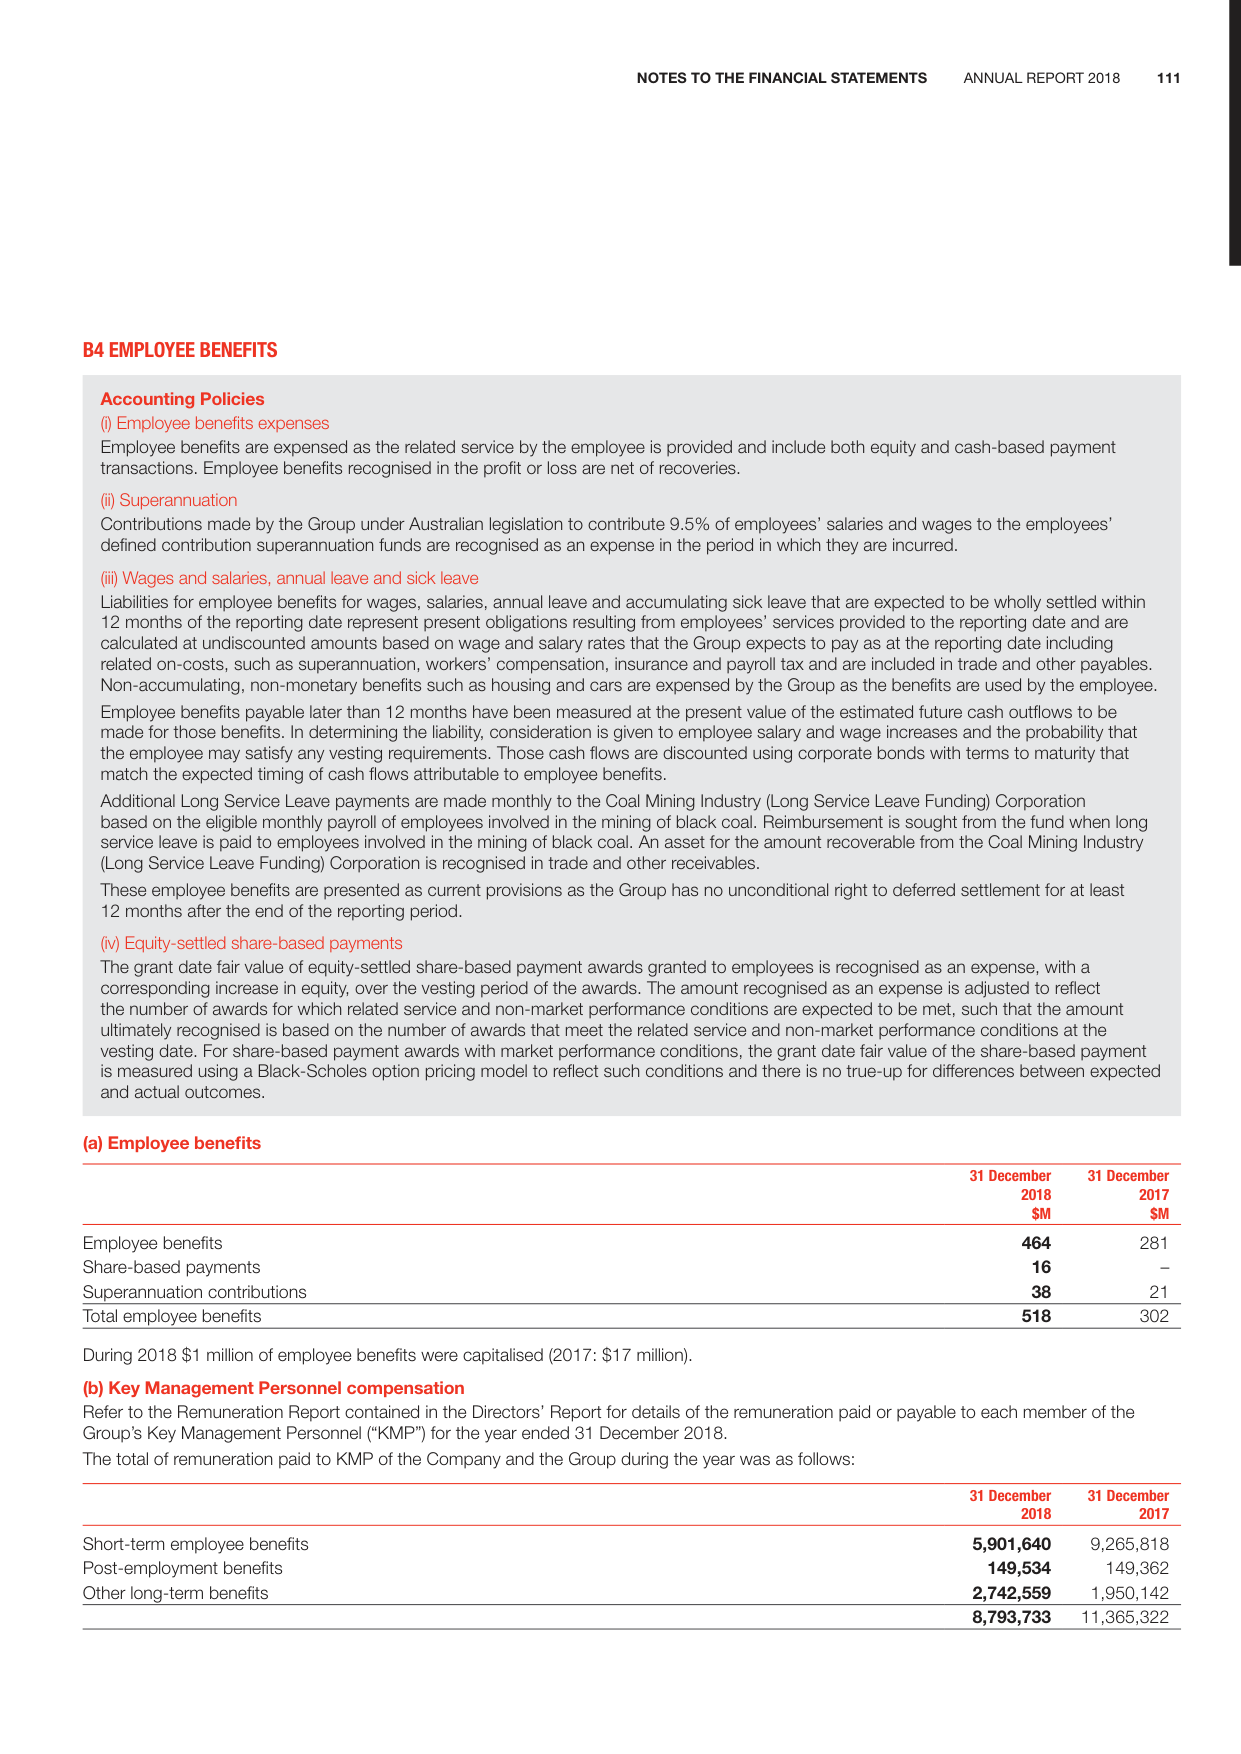 NOTES TO THE FINANCIAL STATEMENTS ANNUAL REPORT 2018 111
B4 EMPLOYEE BENEFITS
Accounting Policies
(i) Employee benefits expenses
Employee benefits are expensed as the related service by the employee is provided and include both equity and cash-based payment
transactions. Employee benefits recognised in the profit or loss are net of recoveries.
(ii) Superannuation
Contributions made by the Group under Australian legislation to contribute 9.5% of employees’ salaries and wages to the employees’
defined contribution superannuation funds are recognised as an expense in the period in which they are incurred.
(iii) Wages and salaries, annual leave and sick leave
Liabilities for employee benefits for wages, salaries, annual leave and accumulating sick leave that are expected to be wholly settled within
12 months of the reporting date represent present obligations resulting from employees’ services provided to the reporting date and are
calculated at undiscounted amounts based on wage and salary rates that the Group expects to pay as at the reporting date including
related on-costs, such as superannuation, workers’ compensation, insurance and payroll tax and are included in trade and other payables.
Non-accumulating, non-monetary benefits such as housing and cars are expensed by the Group as the benefits are used by the employee.
Employee benefits payable later than 12 months have been measured at the present value of the estimated future cash outflows to be
made for those benefits. In determining the liability, consideration is given to employee salary and wage increases and the probability that
the employee may satisfy any vesting requirements. Those cash flows are discounted using corporate bonds with terms to maturity that
match the expected timing of cash flows attributable to employee benefits.
Additional Long Service Leave payments are made monthly to the Coal Mining Industry (Long Service Leave Funding) Corporation
based on the eligible monthly payroll of employees involved in the mining of black coal. Reimbursement is sought from the fund when long
service leave is paid to employees involved in the mining of black coal. An asset for the amount recoverable from the Coal Mining Industry
(Long Service Leave Funding) Corporation is recognised in trade and other receivables.
These employee benefits are presented as current provisions as the Group has no unconditional right to deferred settlement for at least
12 months after the end of the reporting period.
(iv) Equity-settled share-based payments
The grant date fair value of equity-settled share-based payment awards granted to employees is recognised as an expense, with a
corresponding increase in equity, over the vesting period of the awards. The amount recognised as an expense is adjusted to reflect
the number of awards for which related service and non-market performance conditions are expected to be met, such that the amount
ultimately recognised is based on the number of awards that meet the related service and non-market performance conditions at the
vesting date. For share-based payment awards with market performance conditions, the grant date fair value of the share-based payment
is measured using a Black-Scholes option pricing model to reflect such conditions and there is no true-up for differences between expected
and actual outcomes.
(a) Employee benefits
31 December 31 December
2018 2017
$M $M
Employee benefits 464 281
Share-based payments 16 –
Superannuation contributions 38 21
Total employee benefits 518 302
During 2018 $1 million of employee benefits were capitalised (2017: $17 million).
(b) Key Management Personnel compensation
Refer to the Remuneration Report contained in the Directors’ Report for details of the remuneration paid or payable to each member of the
Group’s Key Management Personnel (“KMP”) for the year ended 31 December 2018.
The total of remuneration paid to KMP of the Company and the Group during the year was as follows:
31 December 31 December
2018 2017
Short-term employee benefits 5,901,640 9,265,818
Post-employment benefits 149,534 149,362
Other long-term benefits 2,742,559 1,950,142
8,793,733 11,365,322